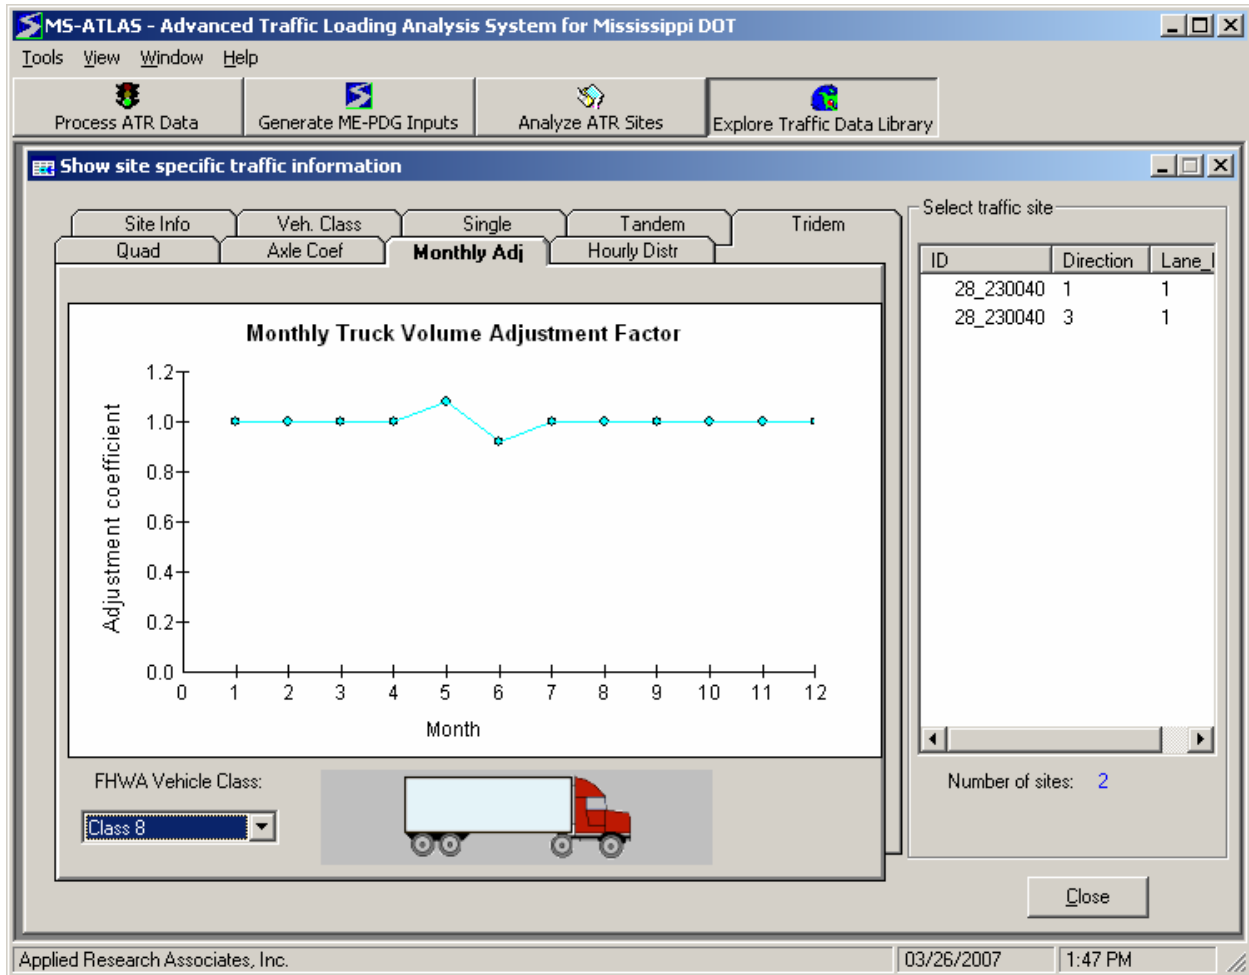 MS-ATLAS - Advanced Traffic Loading Analysis System for Mississippi DOT
Tools View Window Help
Process ATR Data Generate ME-PDG Inputs Analyze ATR Sites Explore Traffic Data Library
Show site specific traffic information
Site Info Veh. Class Single Tandem Tridem
Quad Axle Coef Monthly Adj Hourly Distr
Monthly Truck Volume Adjustment Factor
Adjustment coefficient
1.2
1.0
0.8
0.6
0.4
0.2
0.0
0 1 2 3 4 5 6 7 8 9 10 11 12
Month
FHWA Vehicle Class:
Class 8
Select traffic site
ID Direction Lane_
28_230040 1 1
28_230040 3 1
Number of sites: 2
Close
Applied Research Associates, Inc. 03/26/2007 1:47 PM